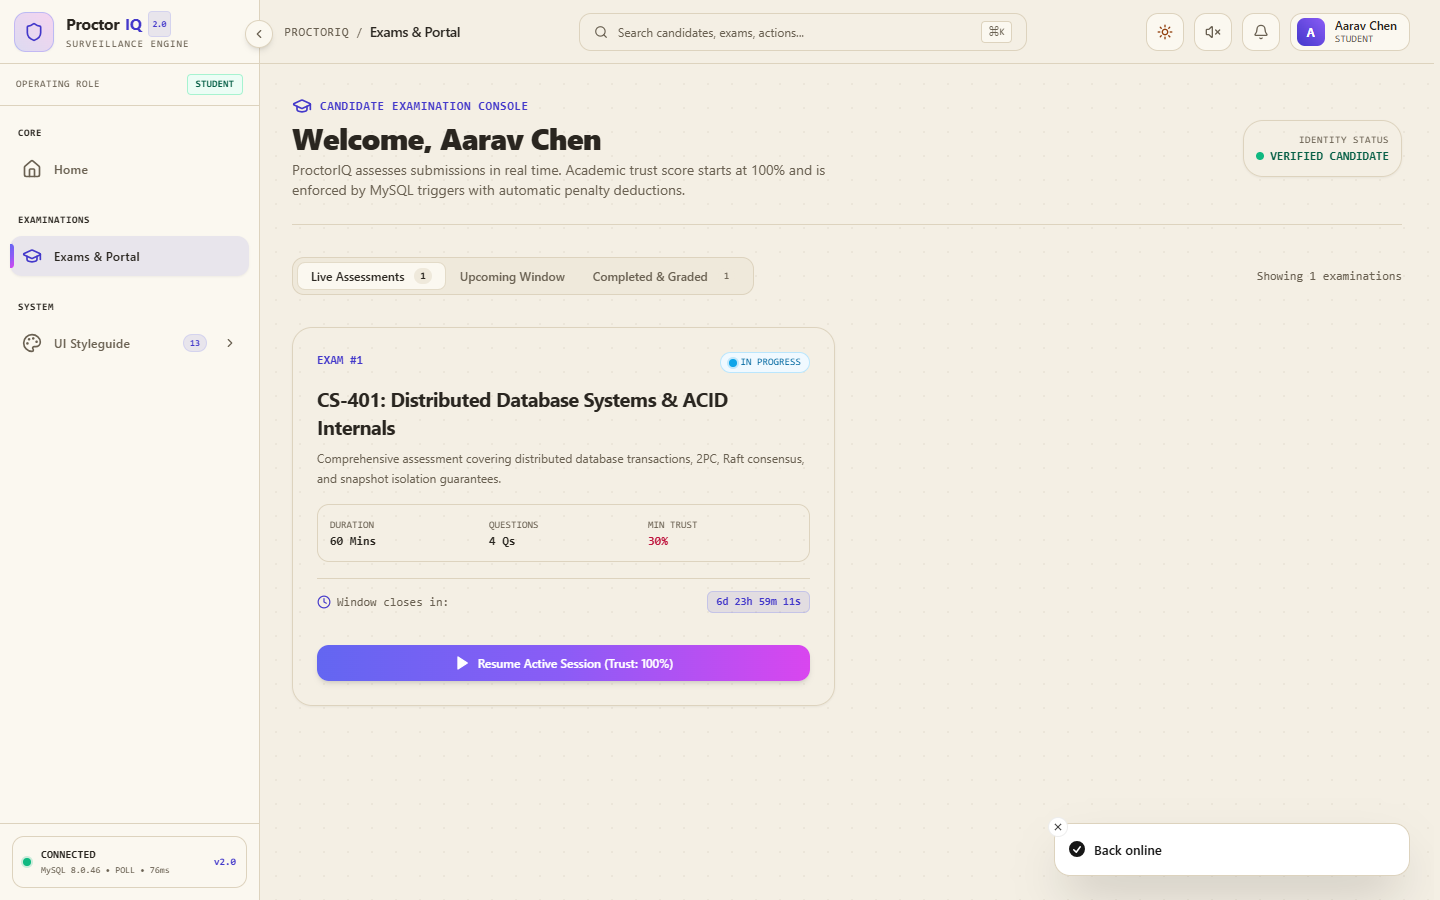 Proctor IQ 2.0
SURVEILLANCE ENGINE
OPERATING ROLE
STUDENT
CORE
Home
EXAMINATIONS
Exams & Portal
SYSTEM
UI Styleguide
13
CONNECTED
MySQL 8.0.46 • POLL • 76ms
v2.0
PROCTORIQ / Exams & Portal
Search candidates, exams, actions...
⌘K
A
Aarav Chen
STUDENT
CANDIDATE EXAMINATION CONSOLE
Welcome, Aarav Chen
ProctorIQ assesses submissions in real time. Academic trust score starts at 100% and is
enforced by MySQL triggers with automatic penalty deductions.
IDENTITY STATUS
VERIFIED CANDIDATE
Live Assessments 1
Upcoming Window
Completed & Graded 1
Showing 1 examinations
EXAM #1
IN PROGRESS
CS-401: Distributed Database Systems & ACID
Internals
Comprehensive assessment covering distributed database transactions, 2PC, Raft consensus,
and snapshot isolation guarantees.
DURATION
60 Mins
QUESTIONS
4 Qs
MIN TRUST
30%
Window closes in:
6d 23h 59m 11s
Resume Active Session (Trust: 100%)
Back online